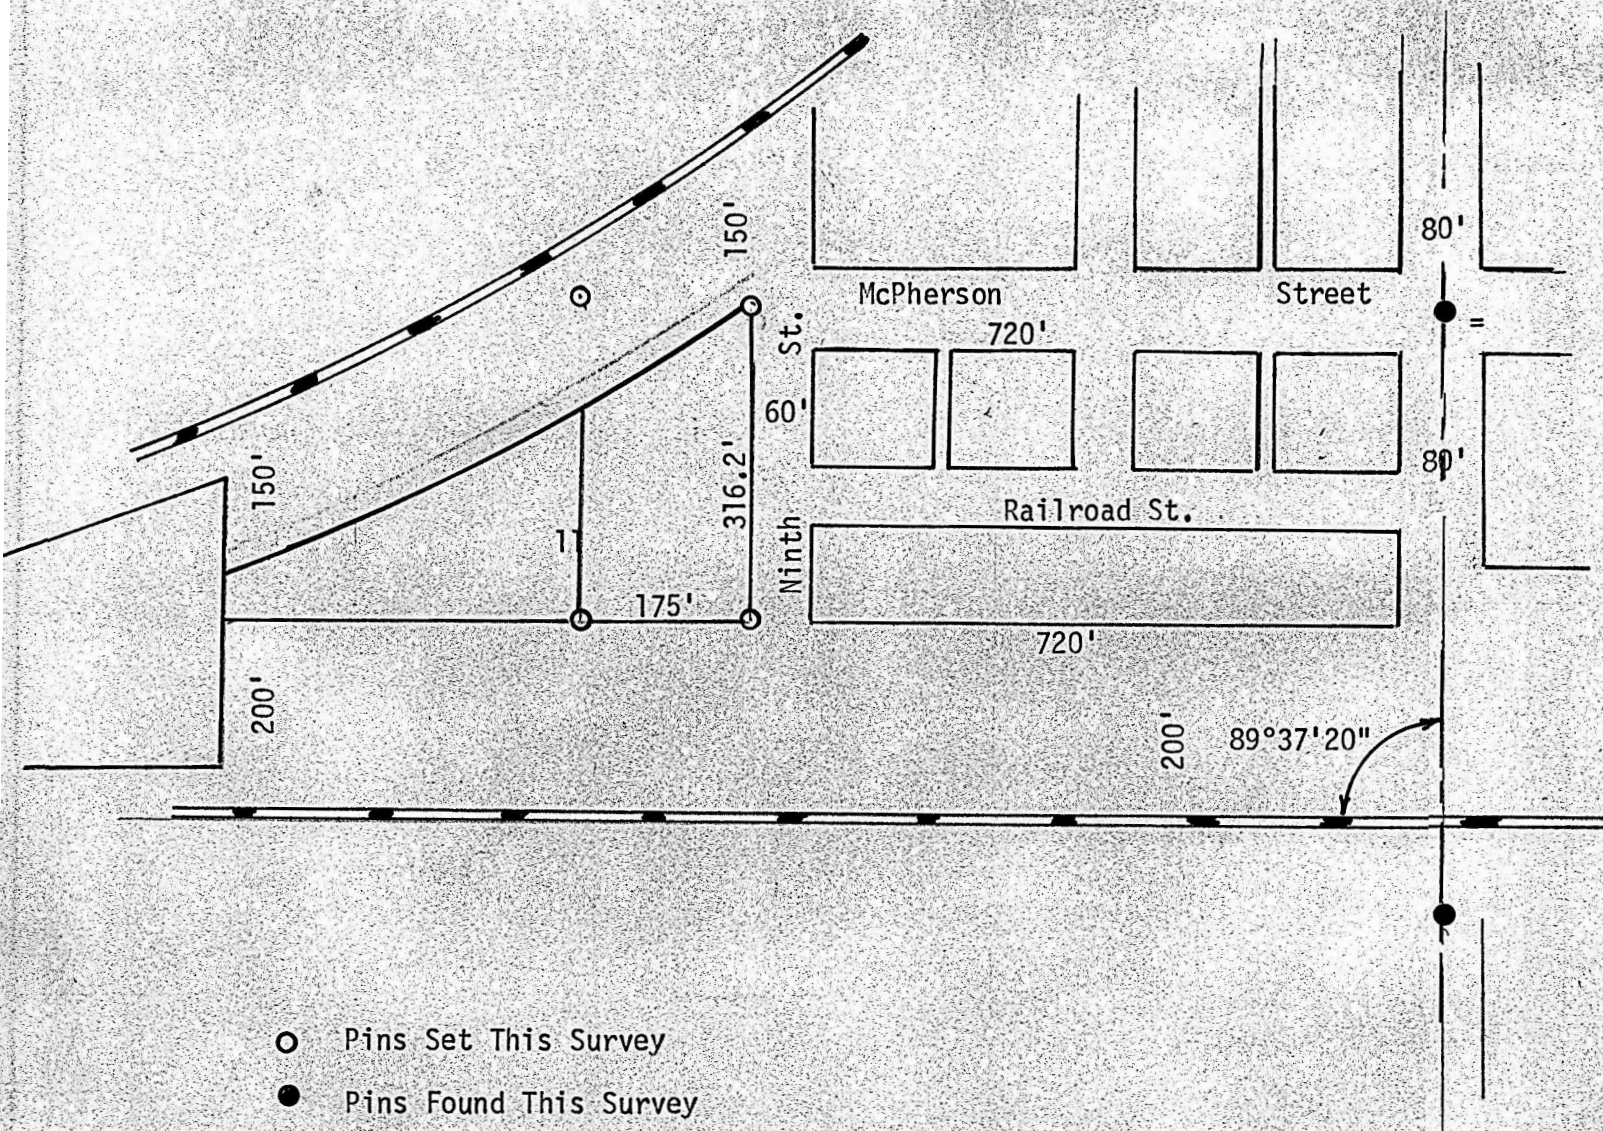 150'
80'
McPherson Street
St.
720'
=
60'
80'
150'
316.2'
Railroad St.
11
Ninth
175'
720'
200'
200'
89°37'20"
Pins Set This Survey
Pins Found This Survey